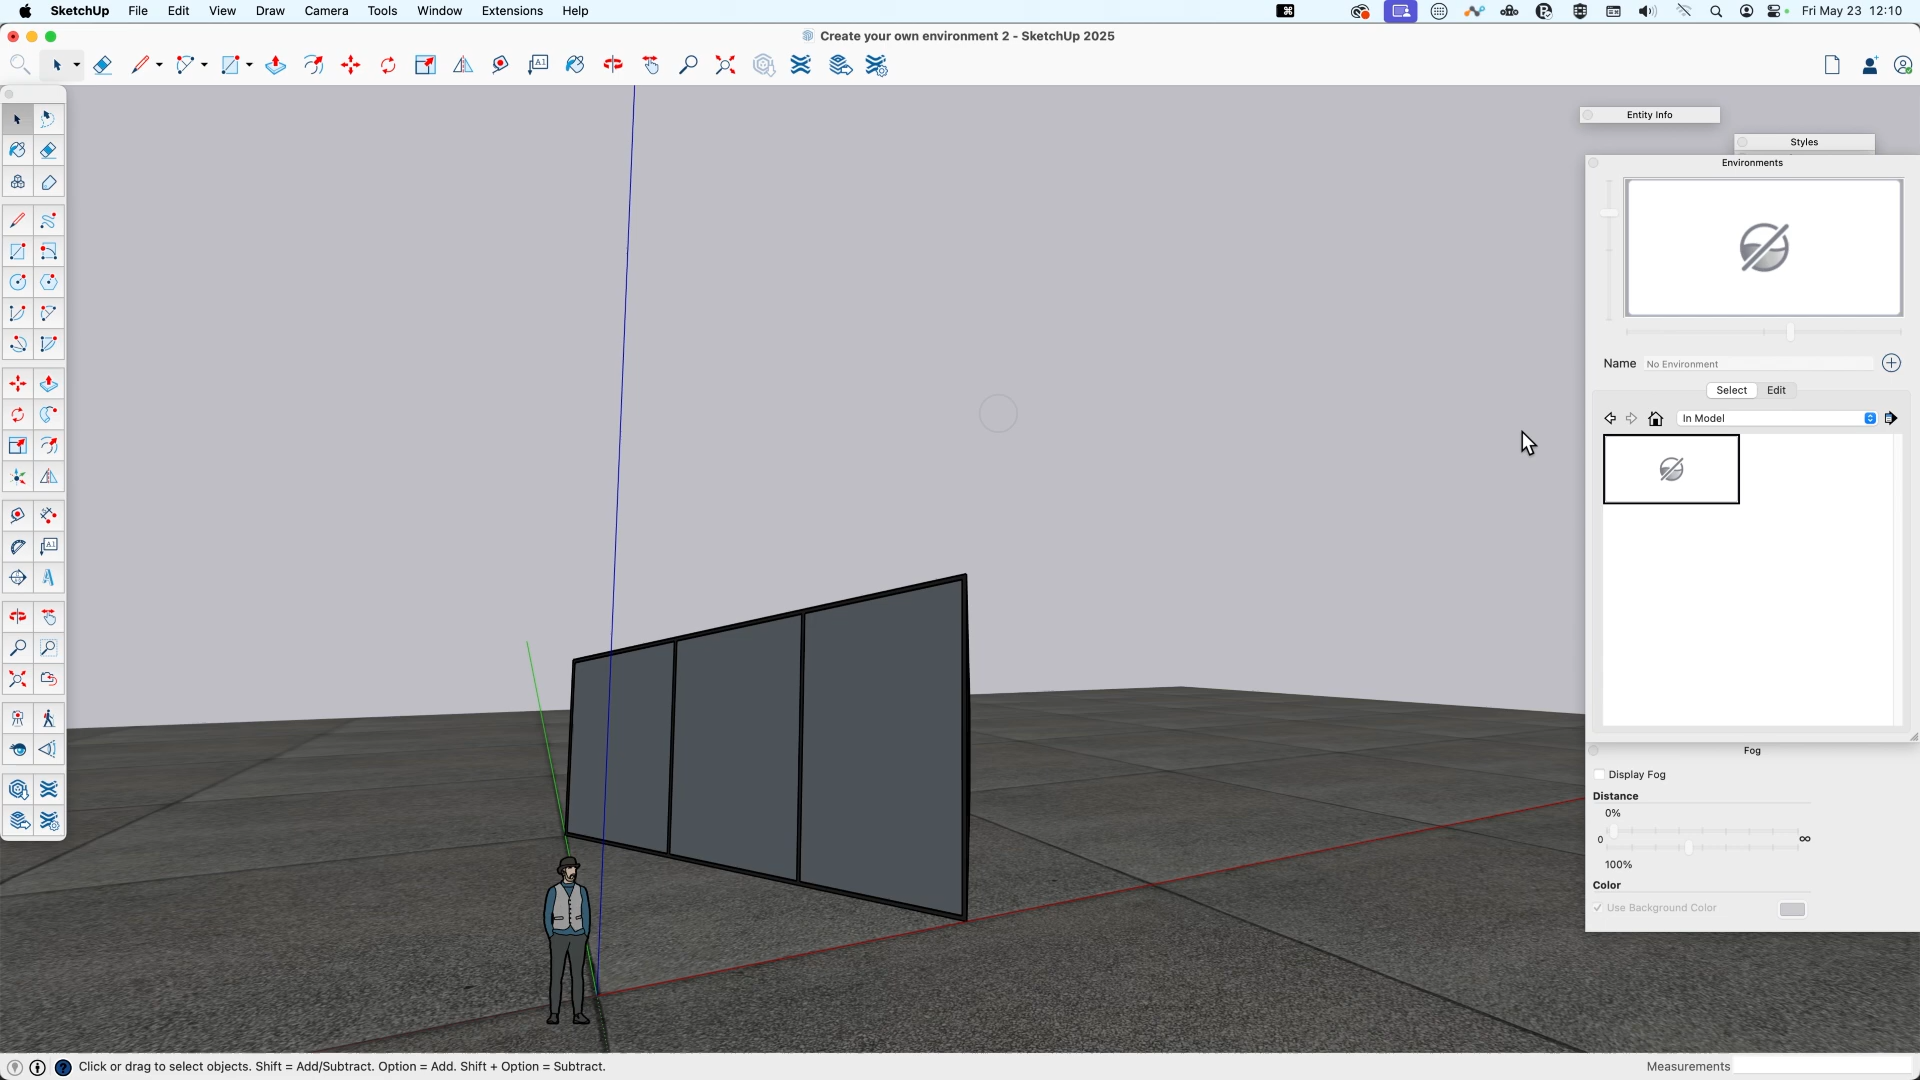 SketchUp File Edit View Draw Camera Tools Window Extensions Help Fri May 23 12:10
Create your own environment 2 - SketchUp 2025
Entity Info
Styles
Environments
Name No Environment
Select Edit
In Model
Fog
Display Fog
Distance
0%
0 ∞
100%
Color
Use Background Color
Click or drag to select objects. Shift = Add/Subtract. Option = Add. Shift + Option = Subtract. Measurements